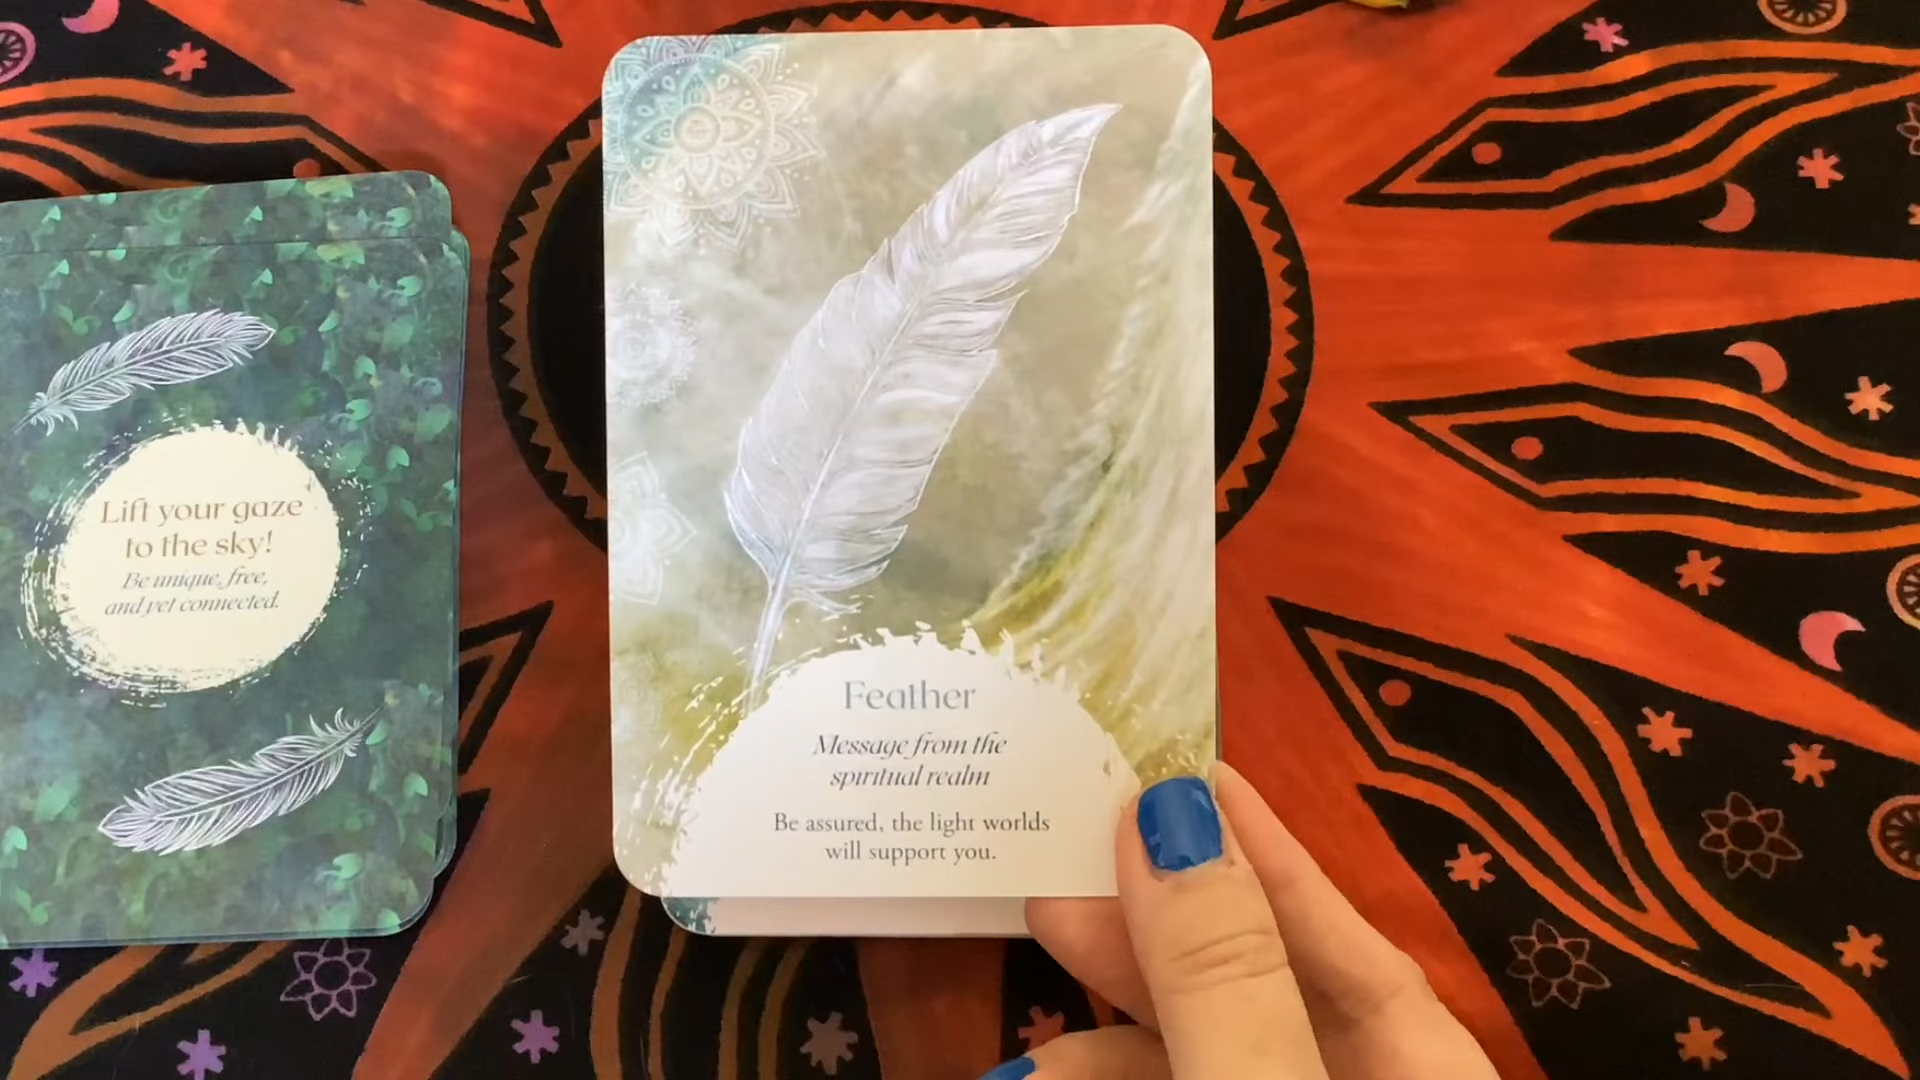 Lift your gaze
to the sky!
Be unique, free,
and yet connected.
Feather
Message from the
spiritual realm
Be assured, the light worlds
will support you.